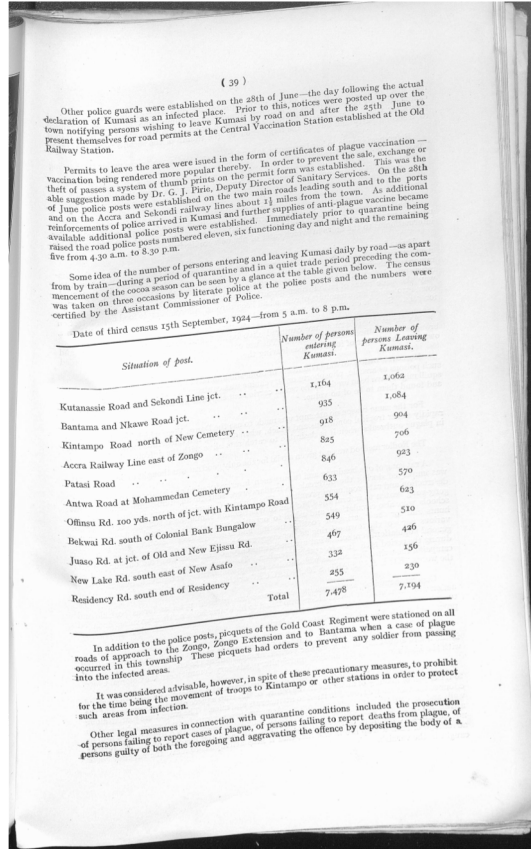 ( 39 )
Other police guards were established on the 28th of June—the day following the actual
declaration of Kumasi as an infected place. Prior to this, notices were posted up over the
town notifying persons wishing to leave Kumasi by road on and after the 25th June to
present themselves for road permits at the Central Vaccination Station established at the Old
Railway Station.
Permits to leave the area were isued in the form of certificates of plague vaccination—
vaccination being rendered more popular thereby. In order to prevent the sale, exchange or
theft of passes a system of thumb prints on the permit form was established. This was the
able suggestion made by Dr. G. J. Pirie, Deputy Director of Sanitary Services. On the 28th
of June police posts were established on the two main roads leading south and to the ports
and on the Accra and Sekondi railway lines about 1½ miles from the town. As additional
reinforcements of police arrived in Kumasi and further supplies of anti-plague vaccine became
available additional police posts were established. Immediately prior to quarantine being
raised the road police posts numbered eleven, six functioning day and night and the remaining
five from 4.30 a.m. to 8.30 p.m.
Some idea of the number of persons entering and leaving Kumasi daily by road—as apart
from by train—during a period of quarantine and in a quiet trade period preceding the com-
mencement of the cocoa season can be seen by a glance at the table given below. The census
was taken on three occasions by literate police at the police posts and the numbers were
certified by the Assistant Commissioner of Police.
Date of third census 15th September, 1924—from 5 a.m. to 8 p.m.
Situation of post. Number of persons entering Kumasi. Number of persons Leaving Kumasi.
Kutanassie Road and Sekondi Line jct. .. .. 1,164 1,062
Bantama and Nkawe Road jct. .. .. 935 1,084
Kintampo Road north of New Cemetery .. .. 918 904
Accra Railway Line east of Zongo .. .. 825 706
Patasi Road .. .. . . . 846 923
Antwa Road at Mohammedan Cemetery . . 633 570
Offinsu Rd. 100 yds. north of jct. with Kintampo Road 554 623
Bekwai Rd. south of Colonial Bank Bungalow .. 549 510
Juaso Rd. at jct. of Old and New Ejissu Rd. .. 467 426
New Lake Rd. south east of New Asafo .. .. 332 156
Residency Rd. south end of Residency .. .. 255 230
Total 7,478 7,194
In addition to the police posts, picquets of the Gold Coast Regiment were stationed on all
roads of approach to the Zongo, Zongo Extension and to Bantama when a case of plague
occurred in this township These picquets had orders to prevent any soldier from passing
into the infected areas.
It was considered advisable, however, in spite of these precautionary measures, to prohibit
for the time being the movement of troops to Kintampo or other stations in order to protect
such areas from infection.
Other legal measures in connection with quarantine conditions included the prosecution
of persons failing to report cases of plague, of persons failing to report deaths from plague, of
persons guilty of both the foregoing and aggravating the offence by depositing the body of a